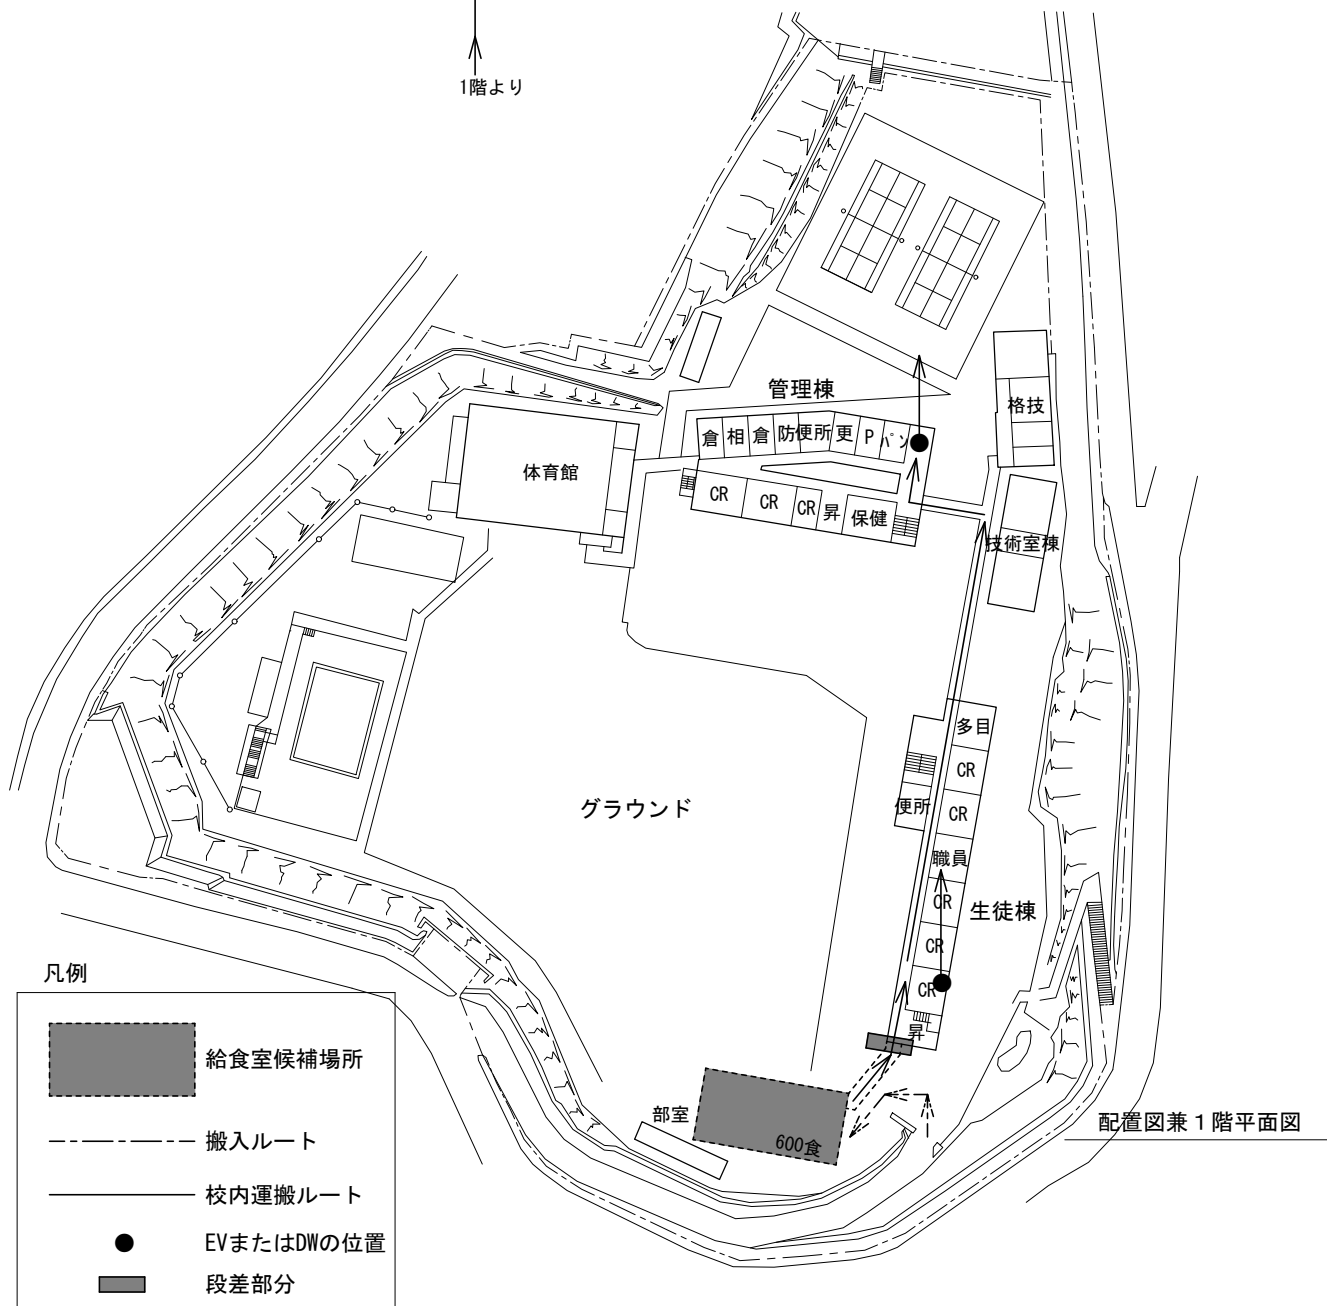 1階より
管理棟
格技
倉
相
倉
防
便所
更
P
パン
体育館
CR
CR
CR
昇
保健
技術室棟
多目
CR
便所
CR
グラウンド
職員
CR
生徒棟
CR
CR
昇
部室
600食
配置図兼１階平面図
凡例
給食室候補場所
搬入ルート
校内運搬ルート
EVまたはDWの位置
段差部分